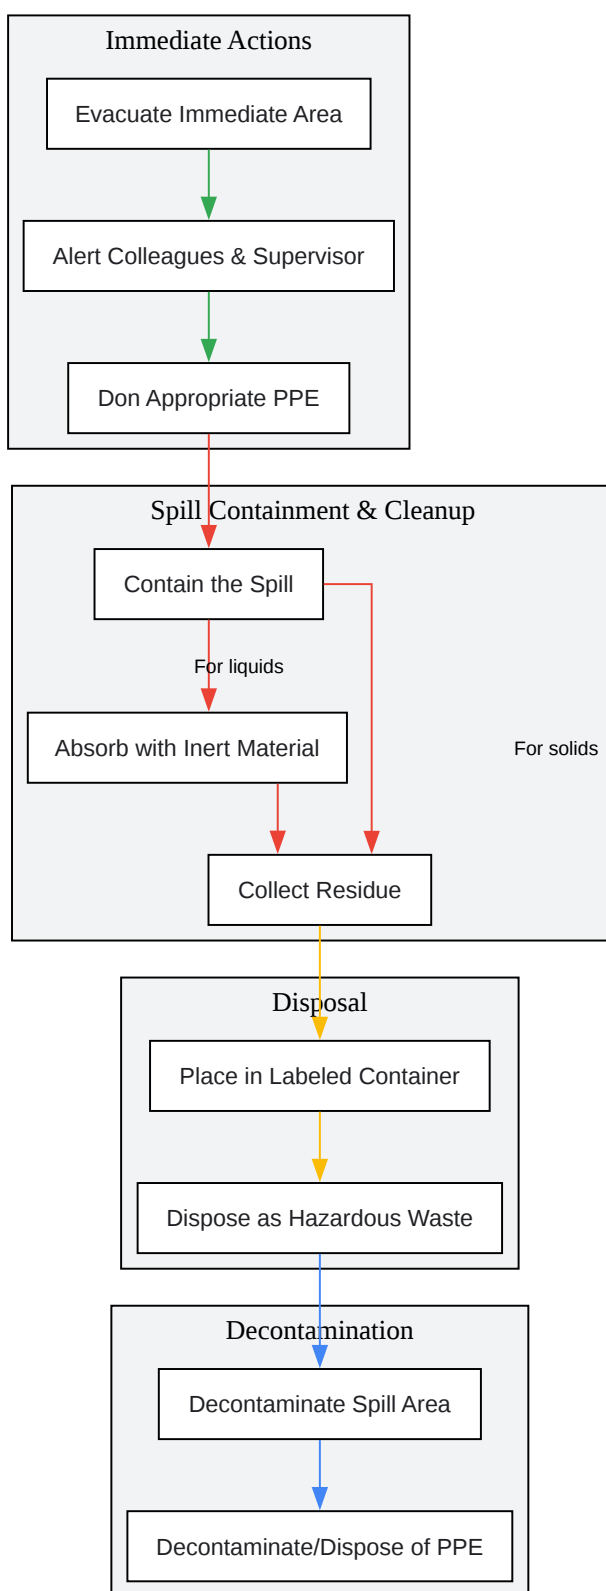 Immediate Actions
Evacuate Immediate Area
Alert Colleagues & Supervisor
Don Appropriate PPE
Spill Containment & Cleanup
Contain the Spill
For liquids
Absorb with Inert Material
For solids
Collect Residue
Disposal
Place in Labeled Container
Dispose as Hazardous Waste
Decontamination
Decontaminate Spill Area
Decontaminate/Dispose of PPE